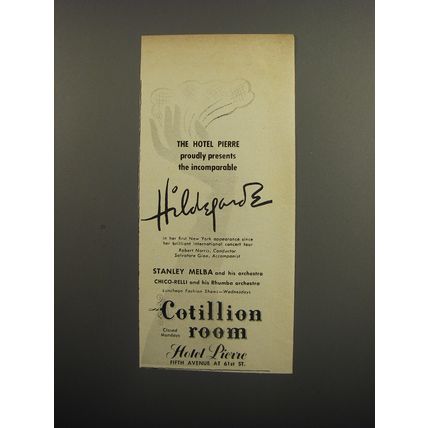 THE HOTEL PIERRE
proudly presents
the incomparable
Hildegarde
in her first New York appearance since
her brilliant international concert tour
Robert Norris, Conductor
Salvatore Gioe, Accompanist
STANLEY MELBA and his orchestra
CHICO-RELLI and his Rhumba orchestra
Luncheon Fashion Shows—Wednesdays
Cotillion
room
Closed
Mondays
Hotel Pierre
FIFTH AVENUE AT 61st ST.